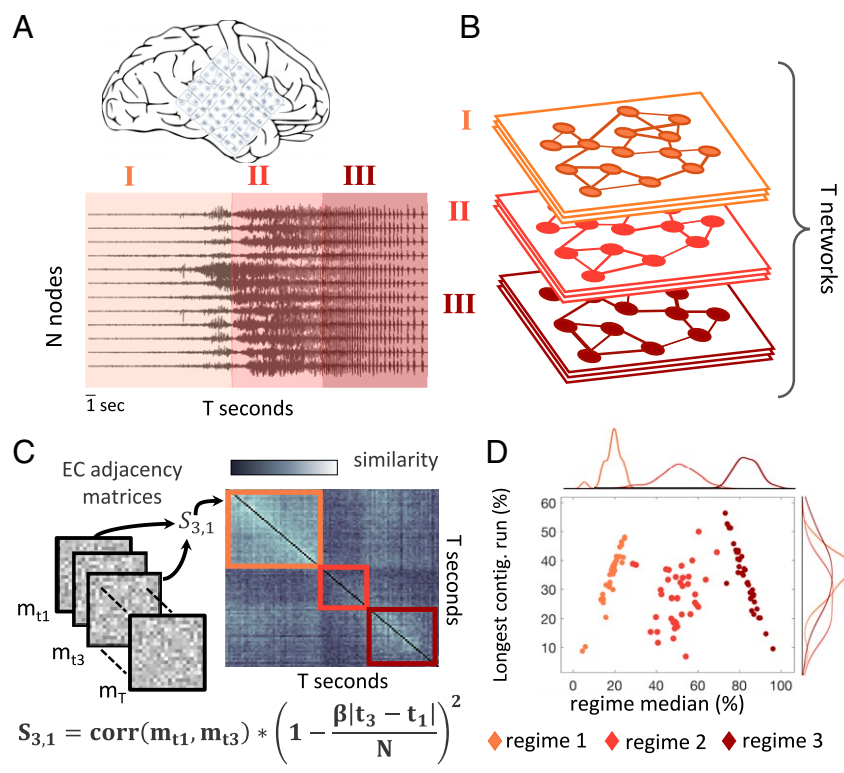 A
I
II
III
N nodes
1 sec
T seconds
B
I
II
III
T networks
C
EC adjacency
matrices
similarity
S3,1
mt1
mt3
mT
T seconds
T seconds
S3,1 = corr(mt1, mt3) * (1 − β|t3 − t1| / N)²
D
Longest contig. run (%)
60
50
40
30
20
10
0 20 40 60 80 100
regime median (%)
regime 1 regime 2 regime 3